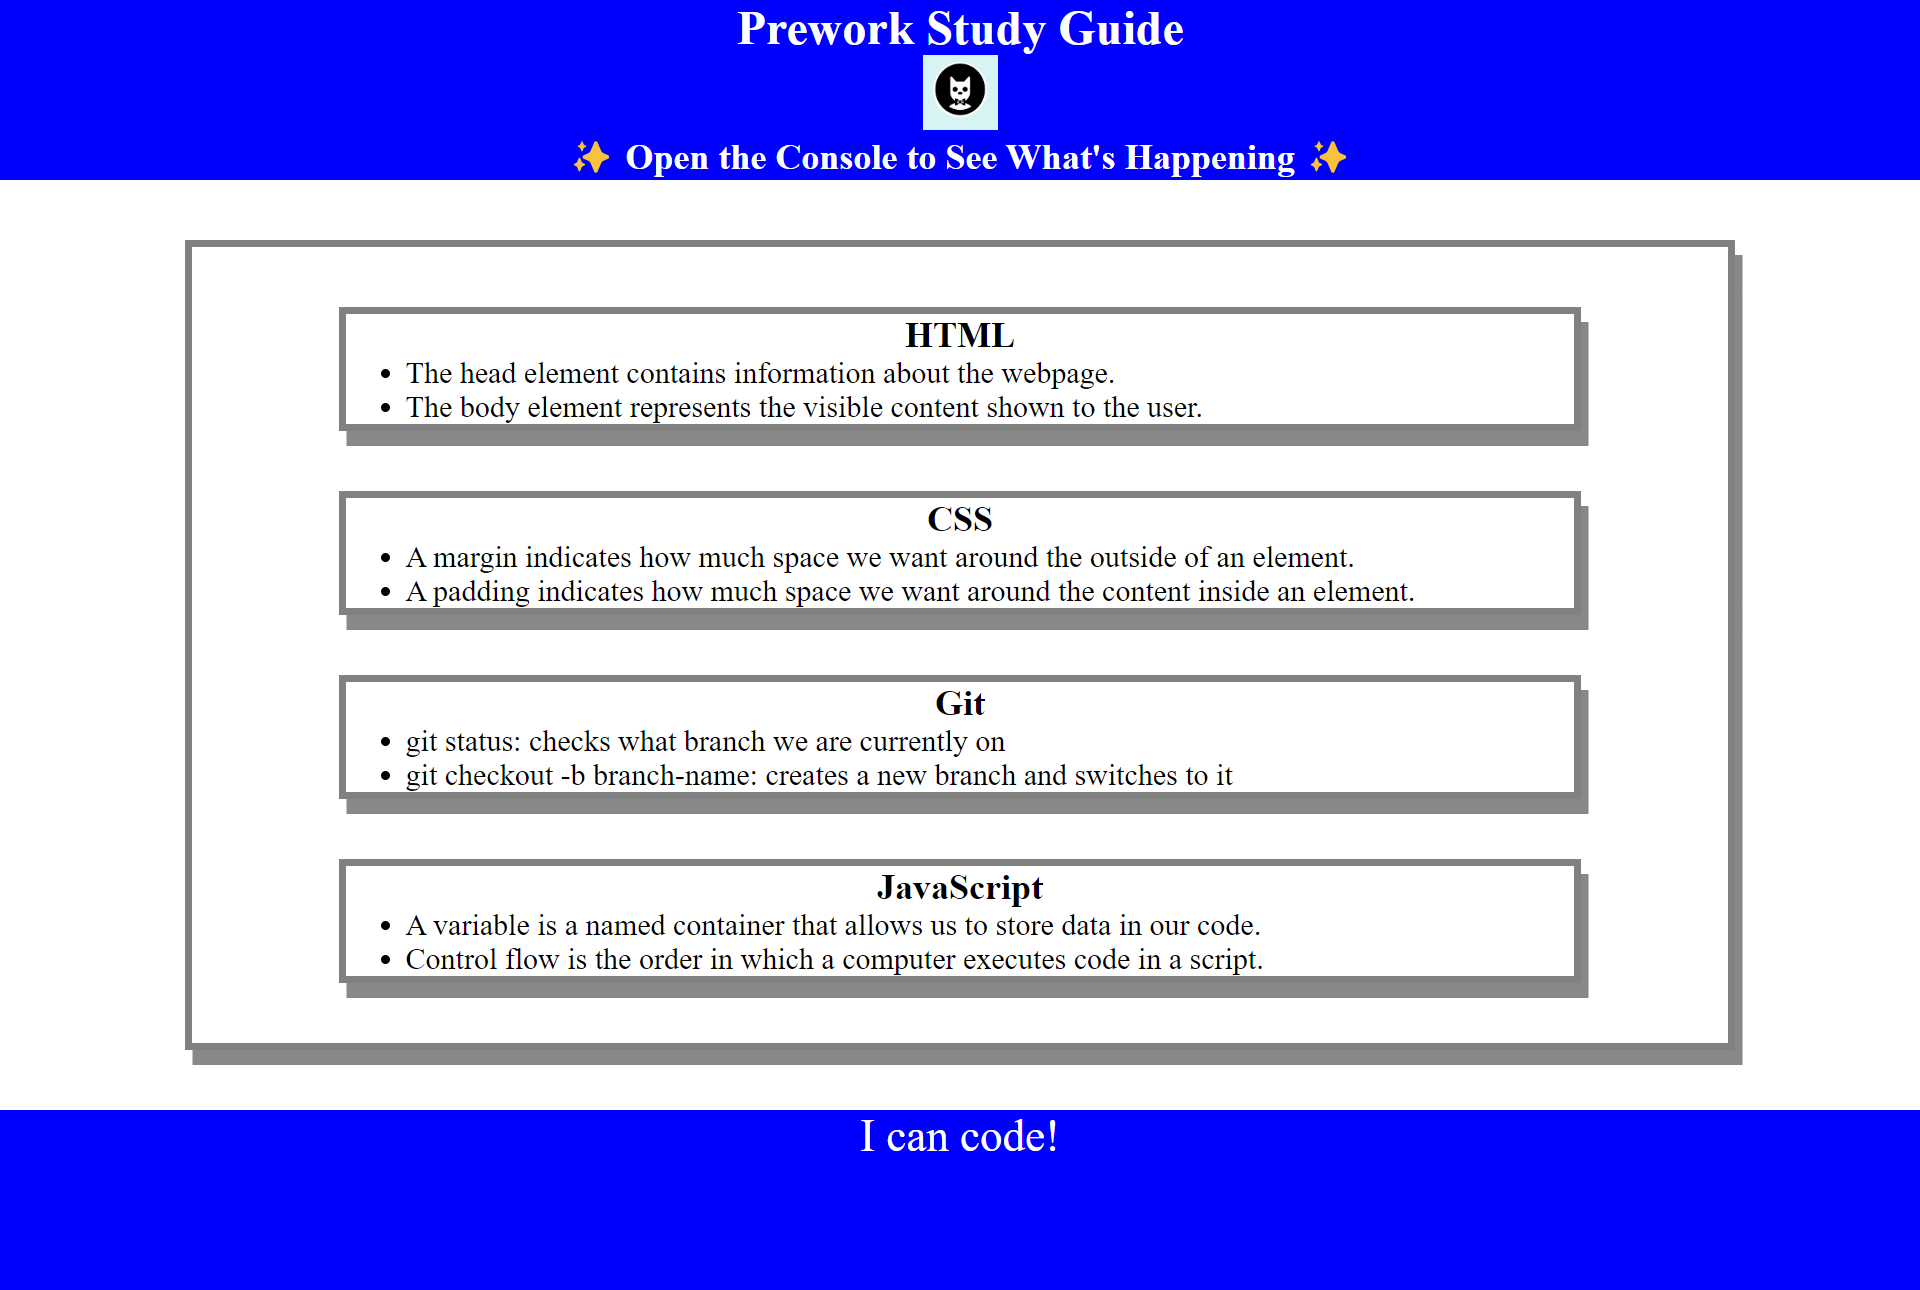 Prework Study Guide
✨ Open the Console to See What's Happening ✨
HTML
• The head element contains information about the webpage.
• The body element represents the visible content shown to the user.
CSS
• A margin indicates how much space we want around the outside of an element.
• A padding indicates how much space we want around the content inside an element.
Git
• git status: checks what branch we are currently on
• git checkout -b branch-name: creates a new branch and switches to it
JavaScript
• A variable is a named container that allows us to store data in our code.
• Control flow is the order in which a computer executes code in a script.
I can code!